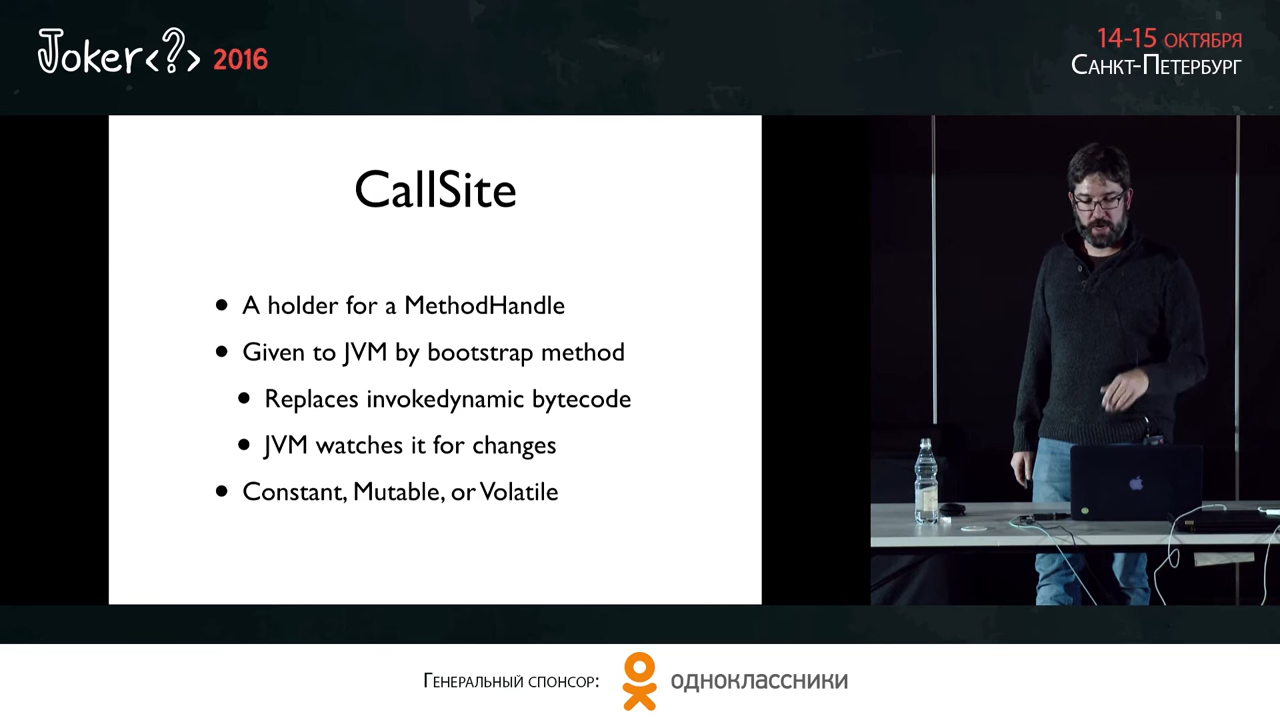 Joker<?> 2016
14-15 октября
Санкт-Петербург
CallSite
• A holder for a MethodHandle
• Given to JVM by bootstrap method
• Replaces invokedynamic bytecode
• JVM watches it for changes
• Constant, Mutable, or Volatile
Генеральный спонсор:
одноклассники